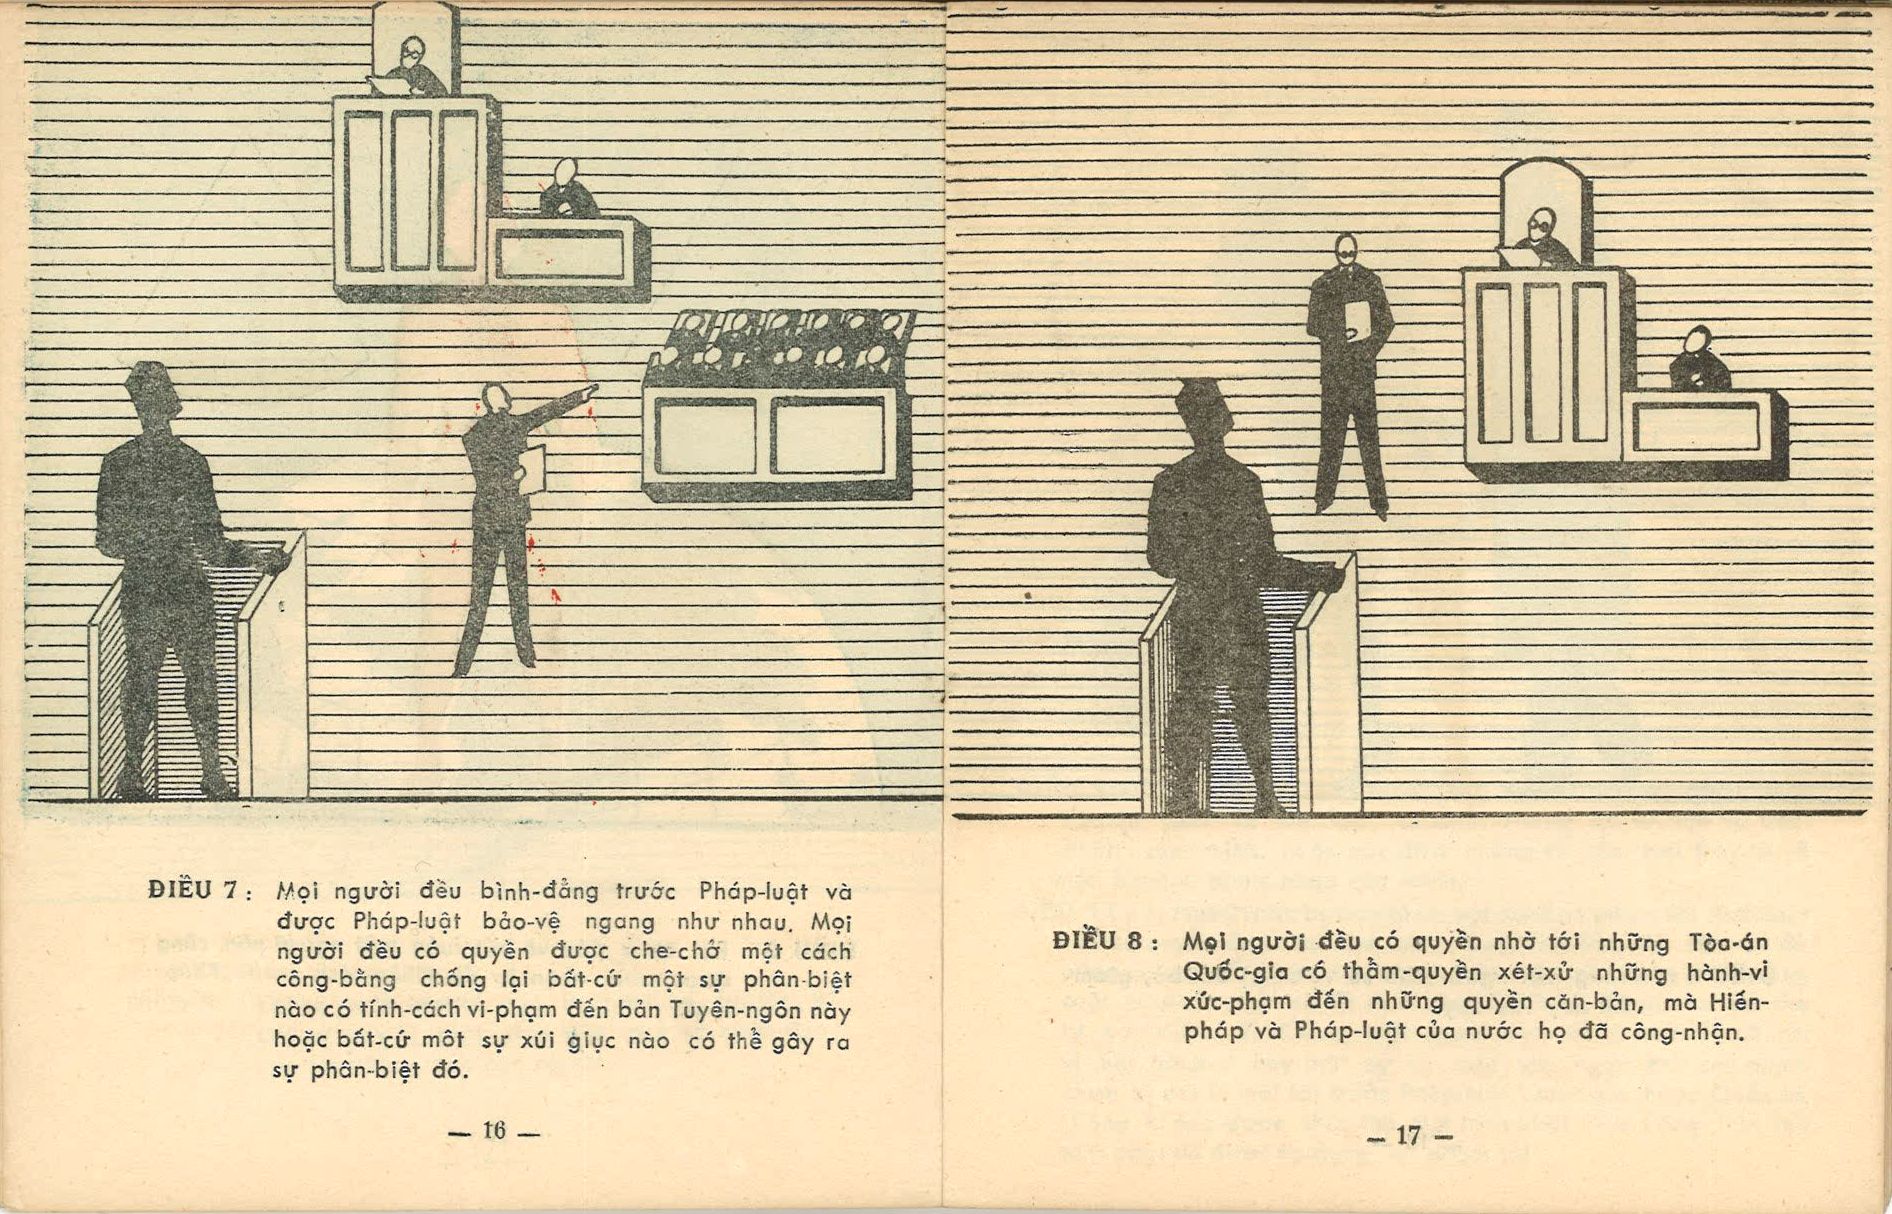 ĐIỀU 7 : Mọi người đều bình-đẳng trước Pháp-luật và
được Pháp-luật bảo-vệ ngang như nhau. Mọi
người đều có quyền được che-chở một cách
công-bằng chống lại bất-cứ một sự phân-biệt
nào có tính-cách vi-phạm đến bản Tuyên-ngôn này
hoặc bất-cứ môt sự xúi giục nào có thể gây ra
sự phân-biệt đó.
— 16 —
ĐIỀU 8 : Mọi người đều có quyền nhờ tới những Tòa-án
Quốc-gia có thẩm-quyền xét-xử những hành-vi
xúc-phạm đến những quyền căn-bản, mà Hiến-
pháp và Pháp-luật của nước họ đã công-nhận.
— 17 —